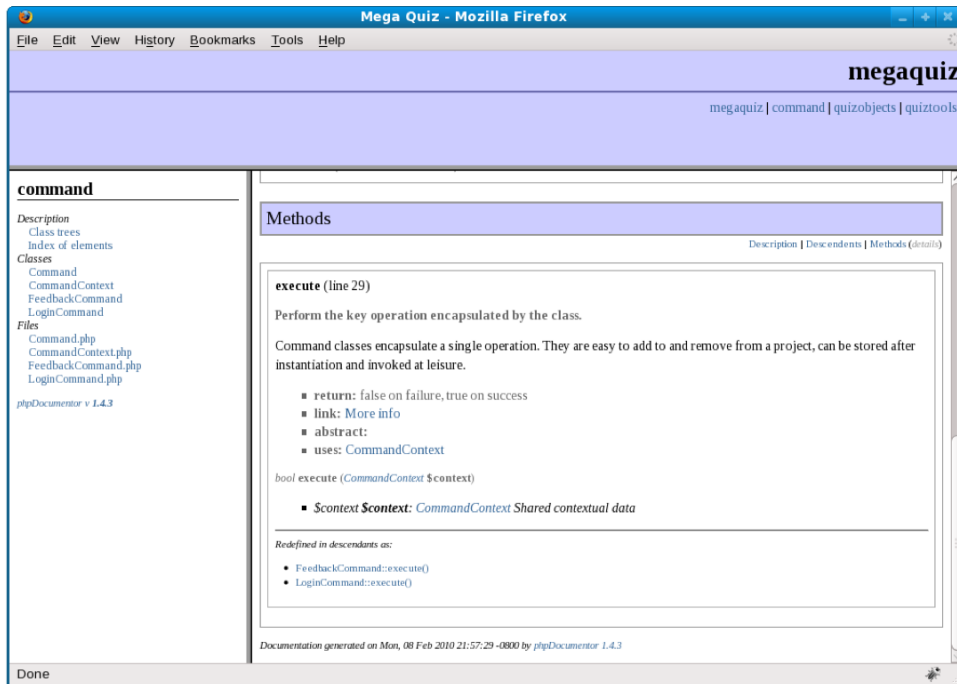 Mega Quiz - Mozilla Firefox
File Edit View History Bookmarks Tools Help
megaquiz
megaquiz | command | quizobjects | quiztools
command
Description
Class trees
Index of elements
Classes
Command
CommandContext
FeedbackCommand
LoginCommand
Files
Command.php
CommandContext.php
FeedbackCommand.php
LoginCommand.php
phpDocumentor v 1.4.3
Methods
Description | Descendents | Methods (details)
execute (line 29)
Perform the key operation encapsulated by the class.
Command classes encapsulate a single operation. They are easy to add to and remove from a project, can be stored after
instantiation and invoked at leisure.
return: false on failure, true on success
link: More info
abstract:
uses: CommandContext
bool execute (CommandContext $context)
$context $context: CommandContext Shared contextual data
Redefined in descendants as:
FeedbackCommand::execute()
LoginCommand::execute()
Documentation generated on Mon, 08 Feb 2010 21:57:29 -0800 by phpDocumentor 1.4.3
Done